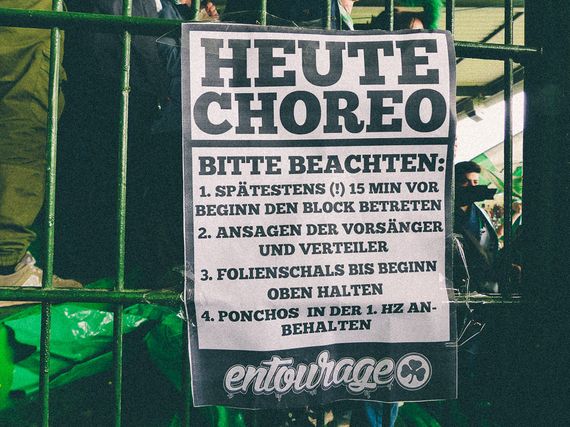 HEUTE
CHOREO
BITTE BEACHTEN:
1. SPÄTESTENS (!) 15 MIN VOR
BEGINN DEN BLOCK BETRETEN
2. ANSAGEN DER VORSÄNGER
UND VERTEILER
3. FOLIENSCHALS BIS BEGINN
OBEN HALTEN
4. PONCHOS IN DER 1. HZ AN-
BEHALTEN
entourage